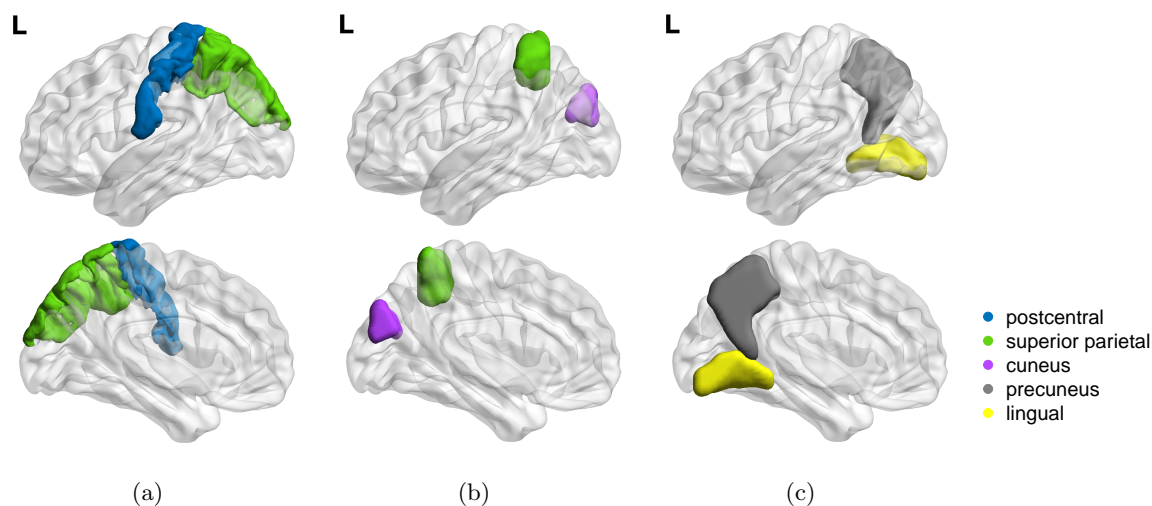 L
L
L
postcentral
superior parietal
cuneus
precuneus
lingual
(a)
(b)
(c)